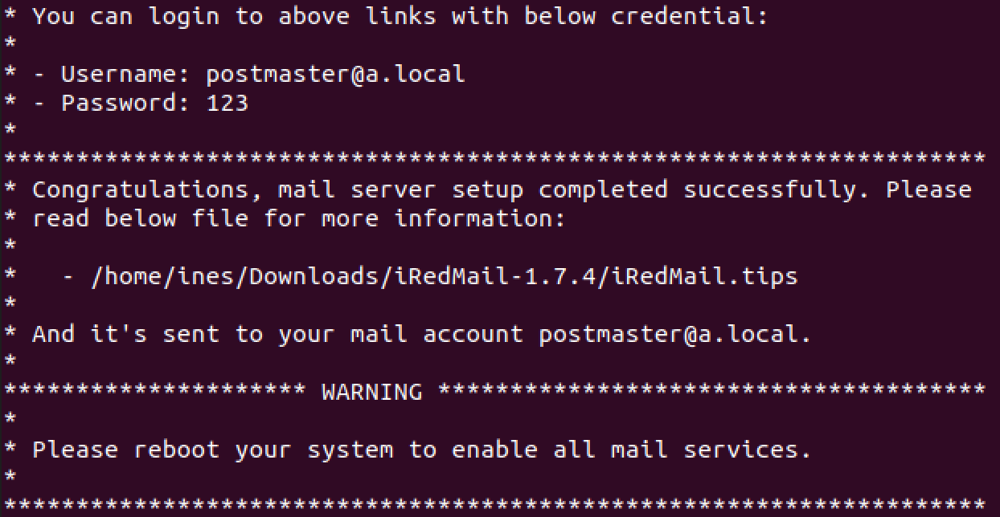 * You can login to above links with below credential:
*
* - Username: postmaster@a.local
* - Password: 123
*
********************************************************************
* Congratulations, mail server setup completed successfully. Please
* read below file for more information:
*
*   - /home/ines/Downloads/iRedMail-1.7.4/iRedMail.tips
*
* And it's sent to your mail account postmaster@a.local.
*
********************* WARNING **************************************
*
* Please reboot your system to enable all mail services.
*
********************************************************************